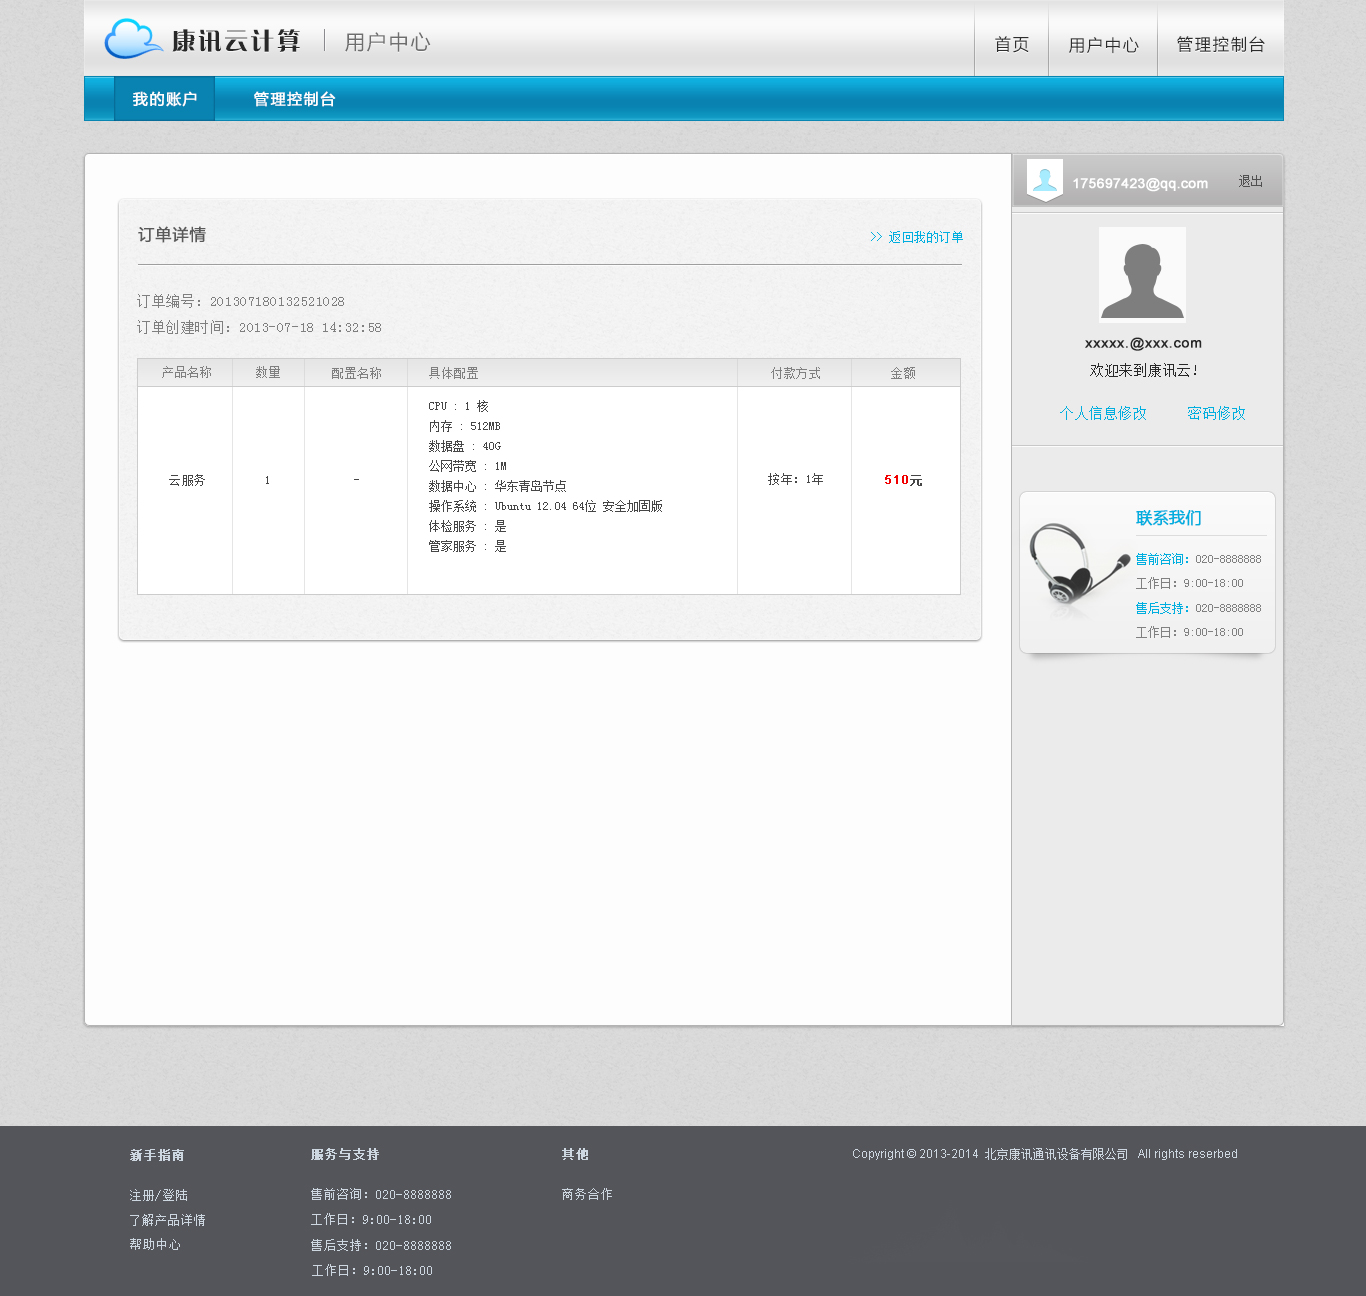 康讯云计算 | 用户中心
首页 用户中心 管理控制台
我的账户 管理控制台
175697423@qq.com 退出
订单详情 >> 返回我的订单
订单编号：201307180132521028
订单创建时间：2013-07-18 14:32:58
产品名称 数量 配置名称 具体配置 付款方式 金额
CPU : 1 核
内存 : 512MB
数据盘 : 40G
公网带宽 : 1M
云服务 1 - 数据中心 : 华东青岛节点 按年：1年 510元
操作系统 : Ubuntu 12.04 64位 安全加固版
体检服务 : 是
管家服务 : 是
xxxxx.@xxx.com
欢迎来到康讯云！
个人信息修改 密码修改
联系我们
售前咨询：020-8888888
工作日：9:00-18:00
售后支持：020-8888888
工作日：9:00-18:00
新手指南
注册/登陆
了解产品详情
帮助中心
服务与支持
售前咨询：020-8888888
工作日：9:00-18:00
售后支持：020-8888888
工作日：9:00-18:00
其他
商务合作
Copyright © 2013-2014 北京康讯通讯设备有限公司 All rights reserbed